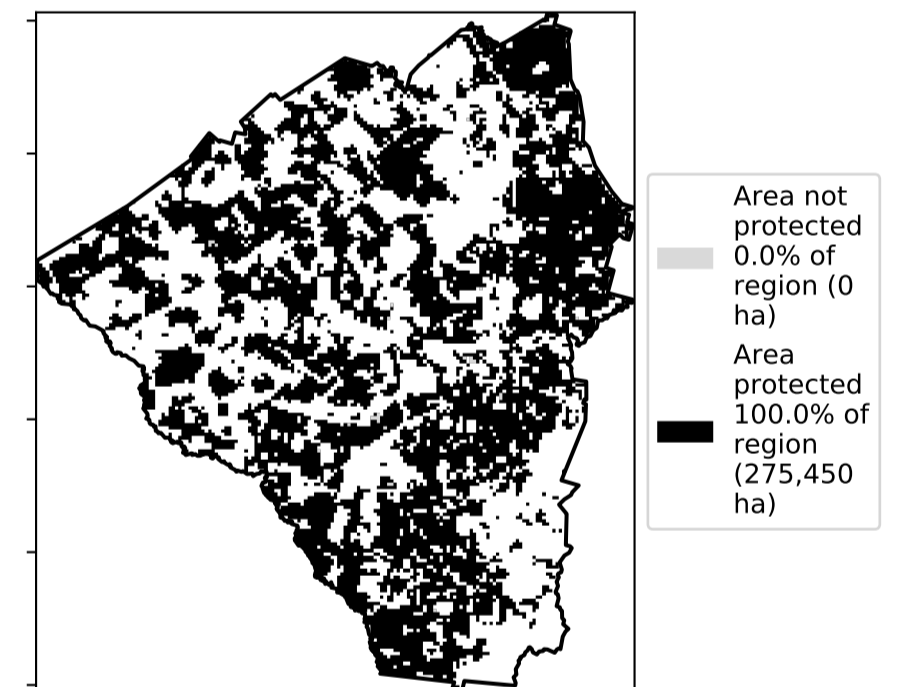 Area not
protected
0.0% of
region (0
ha)
Area
protected
100.0% of
region
(275,450
ha)